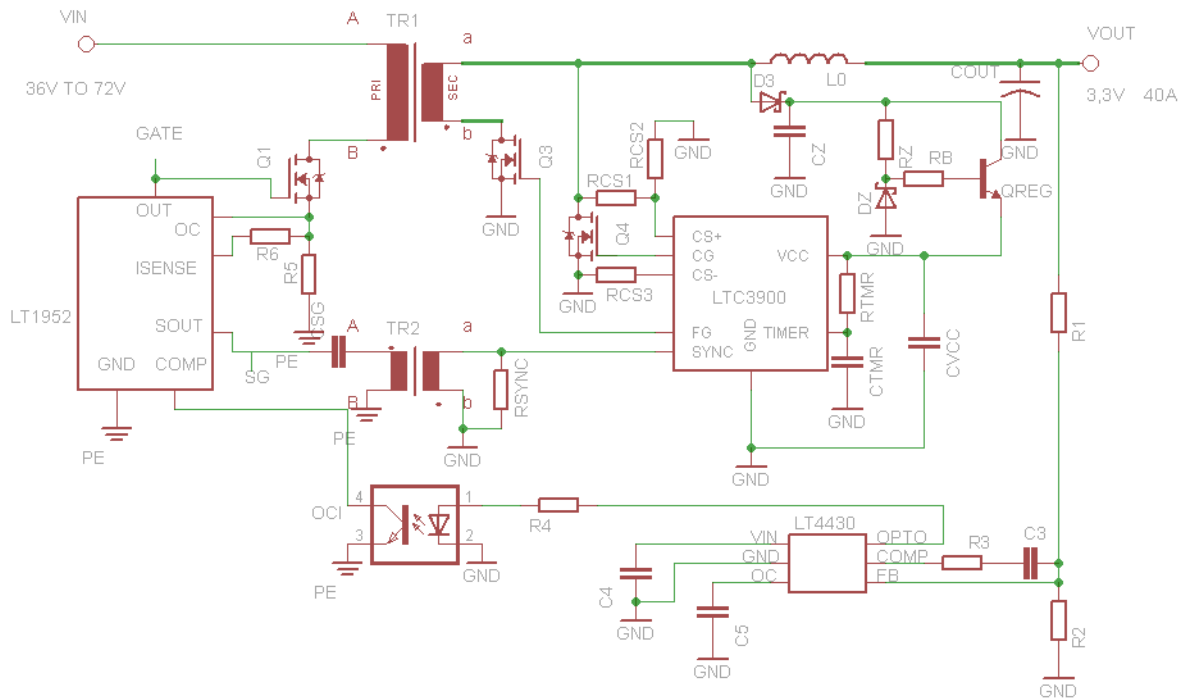 VIN
A
TR1
a
VOUT
PRI
SEC
D3
L0
COUT
36V TO 72V
3,3V 40A
GATE
B
b
Q1
Q3
RCS2
GND
CZ
RZ
RB
GND
GND
GND
QREG
DZ
GND
OUT
OC
RCS1
Q4
R6
ISENSE
R5
CS+
CG
CS-
VCC
GND
RCS3
LTC3900
RTMR
LT1952
SOUT
CSG
A
TR2
a
FG
GND
TIMER
SYNC
R1
GND
COMP
SG
PE
RSYNC
CTMR
CVCC
B
b
GND
PE
PE
GND
GND
OCI
4
1
3
2
R4
LT4430
PE
GND
VIN
OPTO
GND
COMP
OC
FB
R3
C3
C4
GND
C5
R2
GND
GND